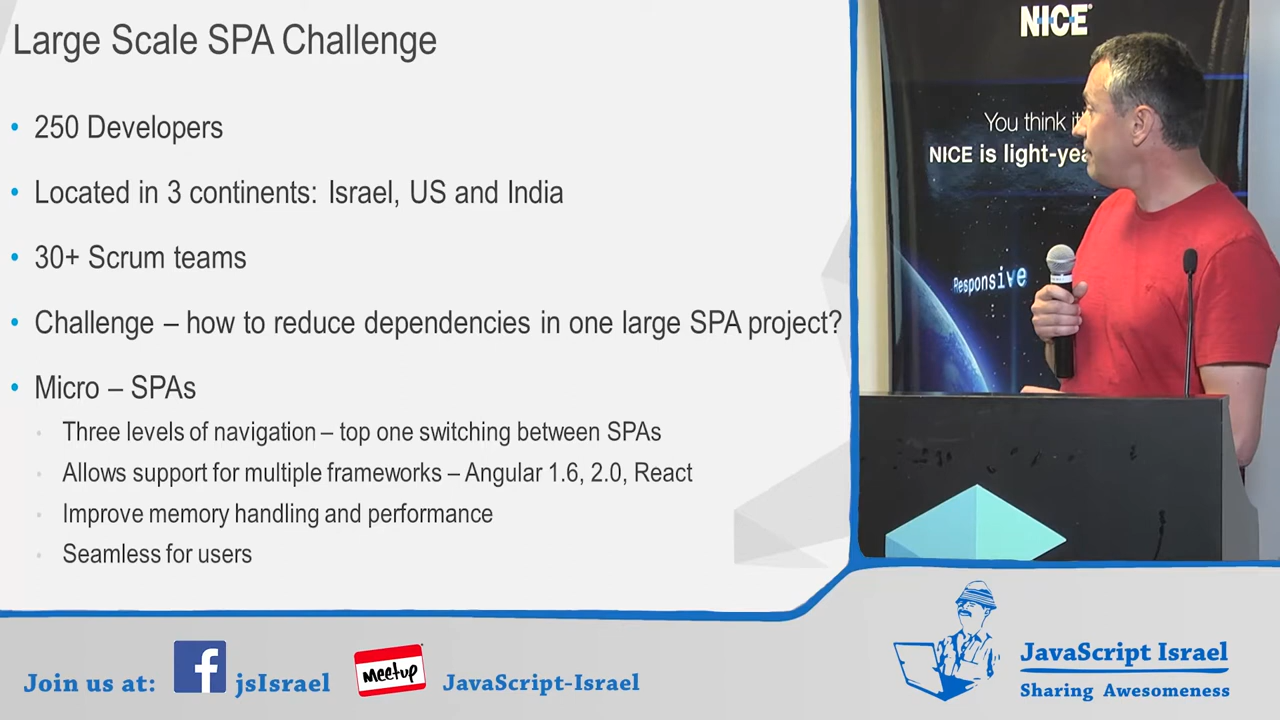 Large Scale SPA Challenge
• 250 Developers
• Located in 3 continents: Israel, US and India
• 30+ Scrum teams
• Challenge – how to reduce dependencies in one large SPA project?
• Micro – SPAs
• Three levels of navigation – top one switching between SPAs
• Allows support for multiple frameworks – Angular 1.6, 2.0, React
• Improve memory handling and performance
• Seamless for users
NICE®
You think it'
NICE is light-yea
Responsive
Join us at:
jsIsrael
meetup
JavaScript-Israel
JavaScript Israel
Sharing Awesomeness